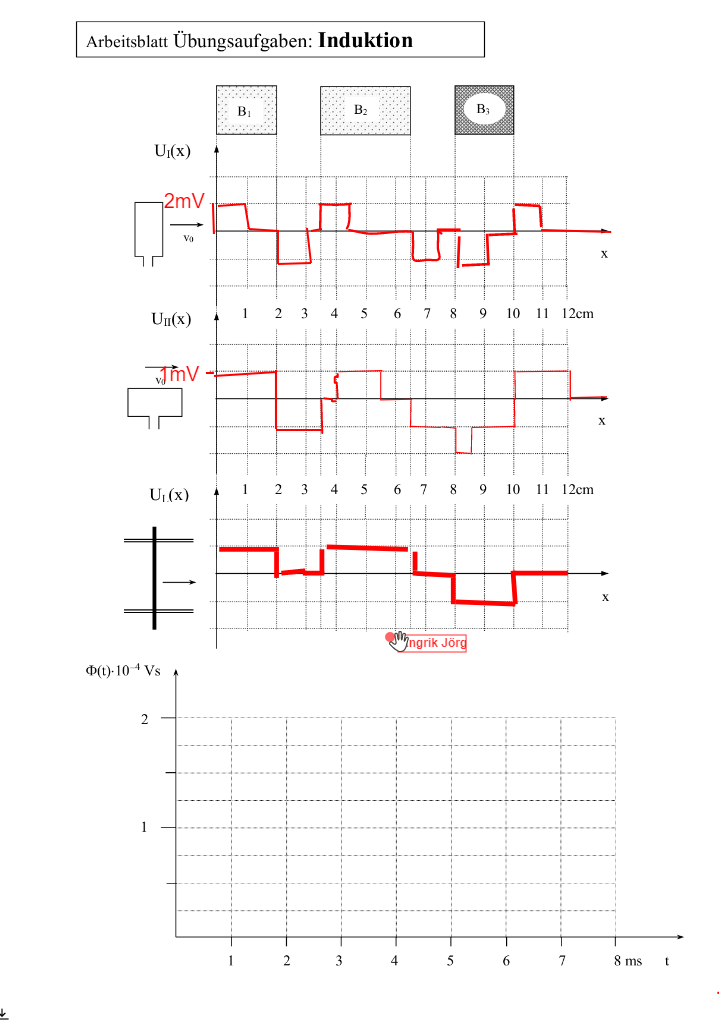 Arbeitsblatt Übungsaufgaben: Induktion
B1 B2 B3
UI(x)
2mV
v0
x
1 2 3 4 5 6 7 8 9 10 11 12cm
UII(x)
1mV
v0
x
1 2 3 4 5 6 7 8 9 10 11 12cm
UL(x)
x
ngrik Jörg
Φ(t)·10–4 Vs
2
1
1 2 3 4 5 6 7 8 ms t